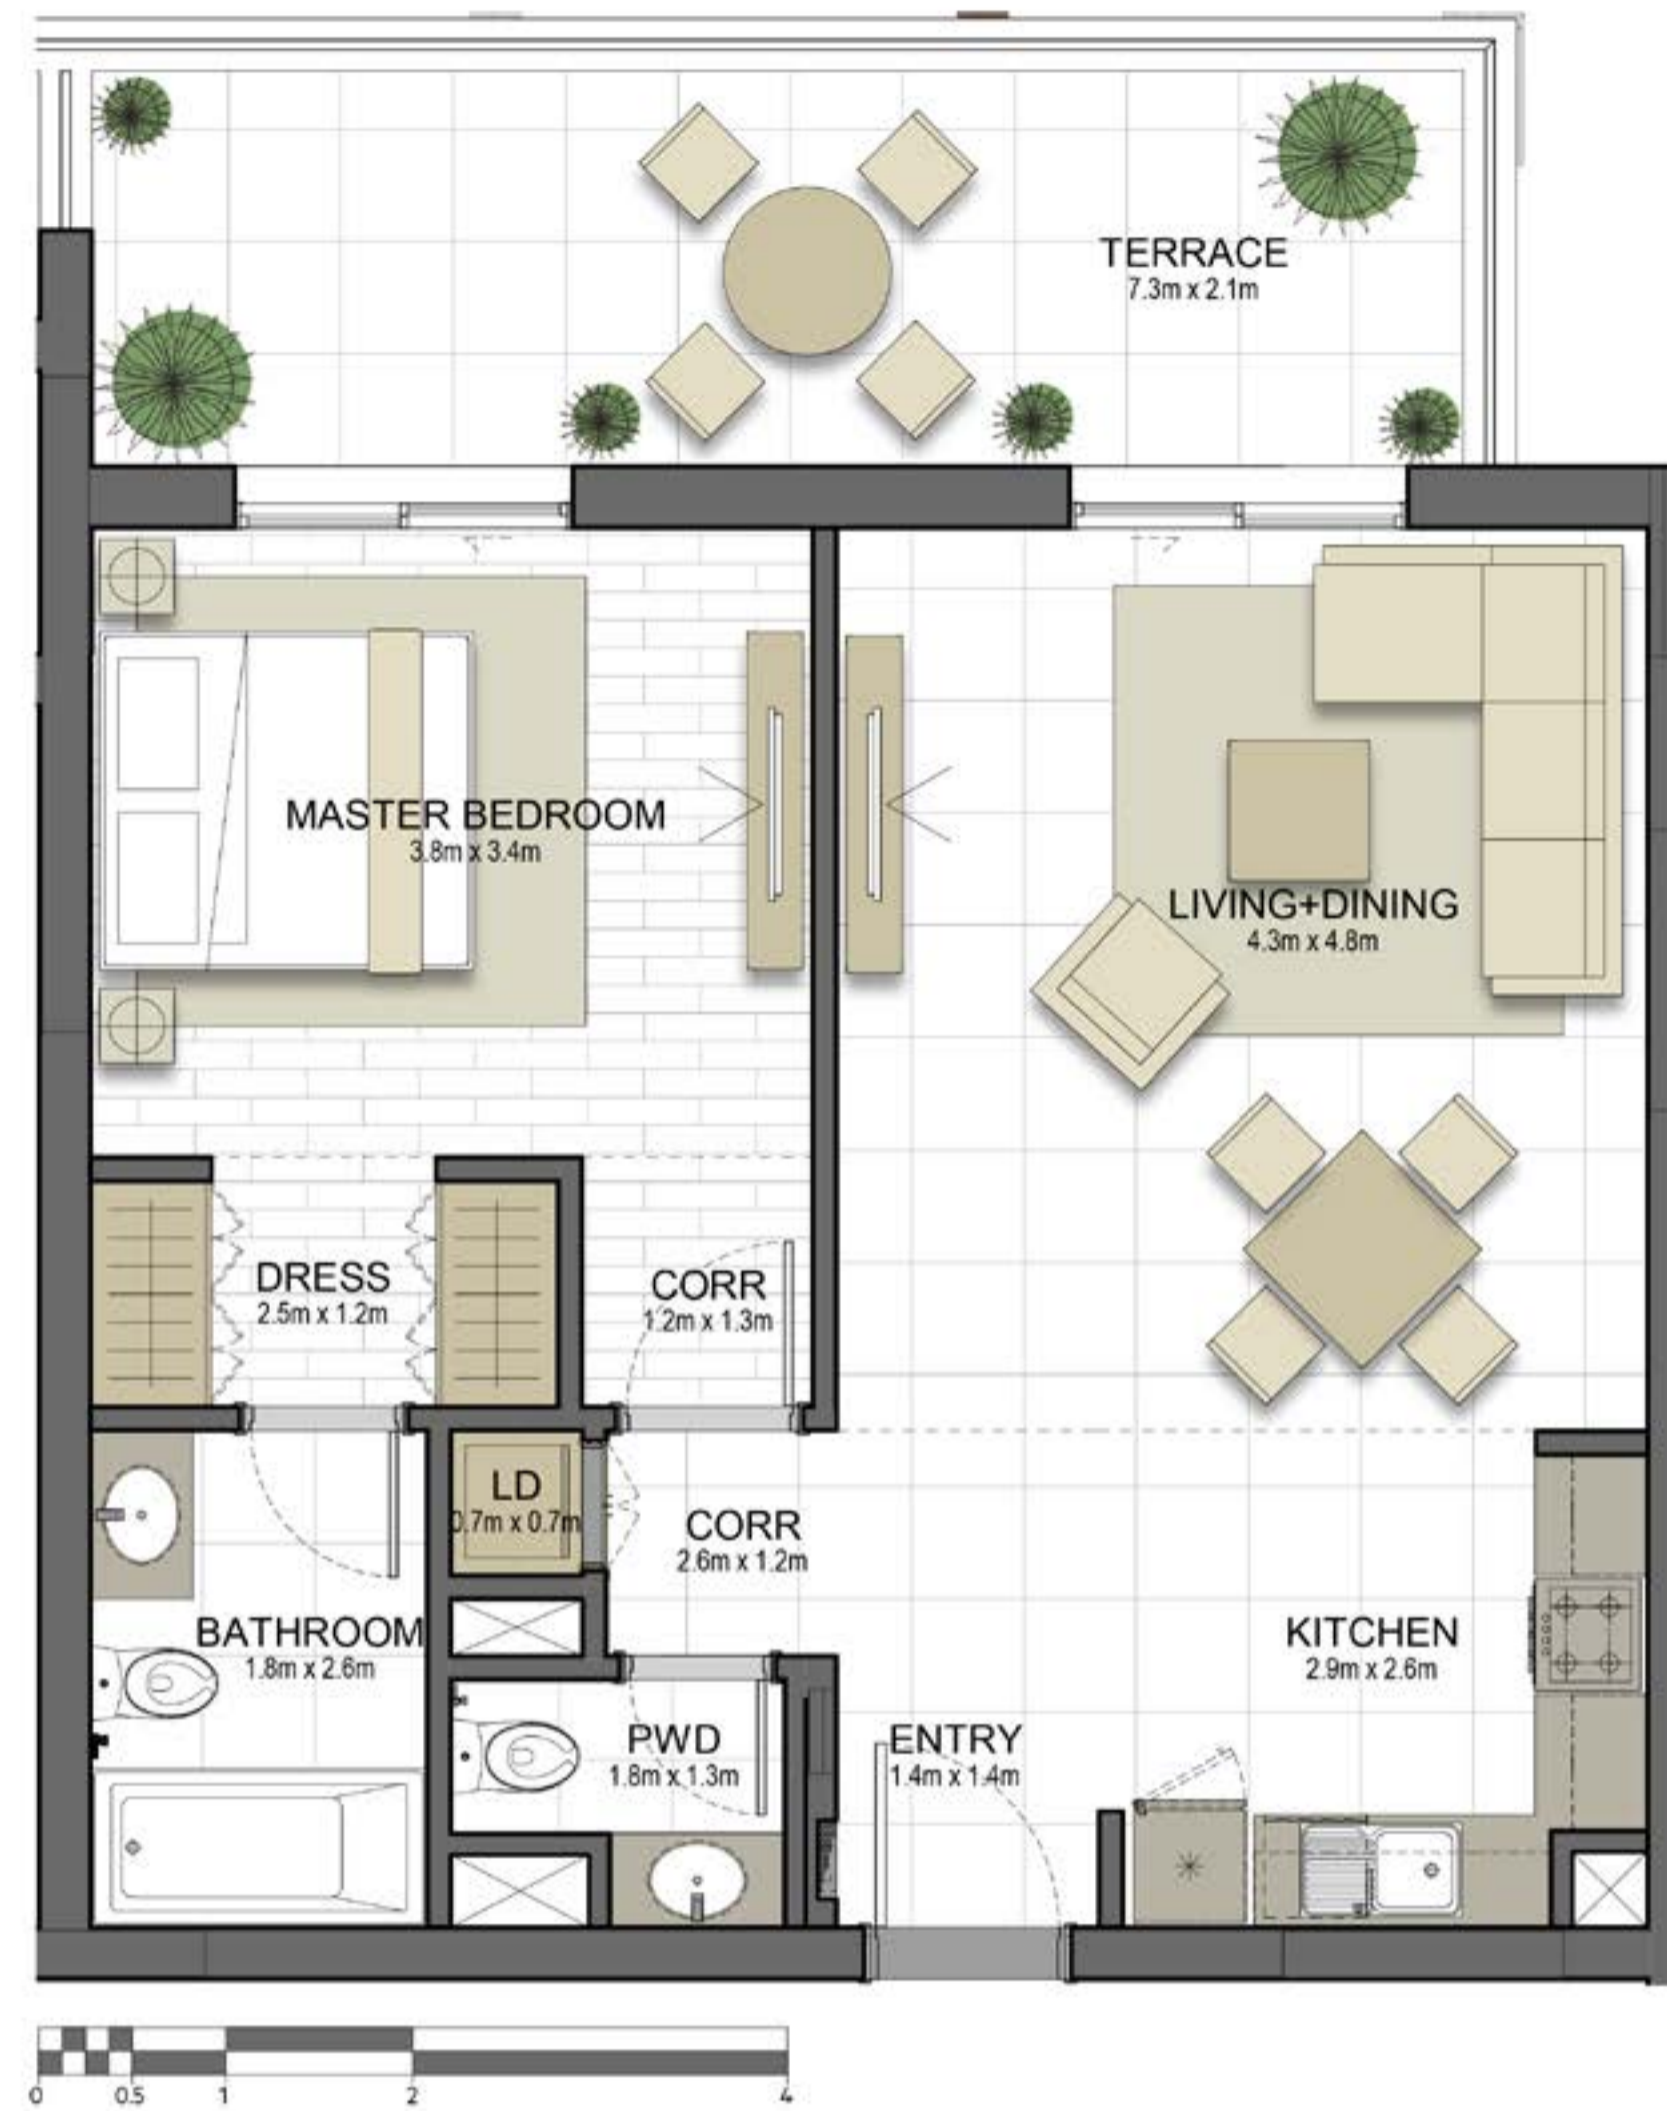 TERRACE
7.3m x 2.1m
MASTER BEDROOM
3.8m x 3.4m
LIVING+DINING
4.3m x 4.8m
DRESS
2.5m x 1.2m
CORR
1.2m x 1.3m
LD
0.7m x 0.7m
CORR
2.6m x 1.2m
BATHROOM
1.8m x 2.6m
KITCHEN
2.9m x 2.6m
PWD
1.8m x 1.3m
ENTRY
1.4m x 1.4m
0 0.5 1 2 4